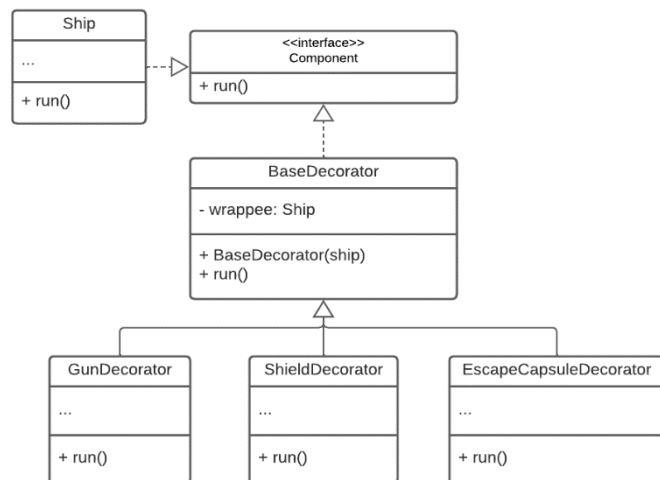 Ship
...
+ run()
<<interface>>
Component
+ run()
BaseDecorator
- wrappee: Ship
+ BaseDecorator(ship)
+ run()
GunDecorator
...
+ run()
ShieldDecorator
...
+ run()
EscapeCapsuleDecorator
...
+ run()